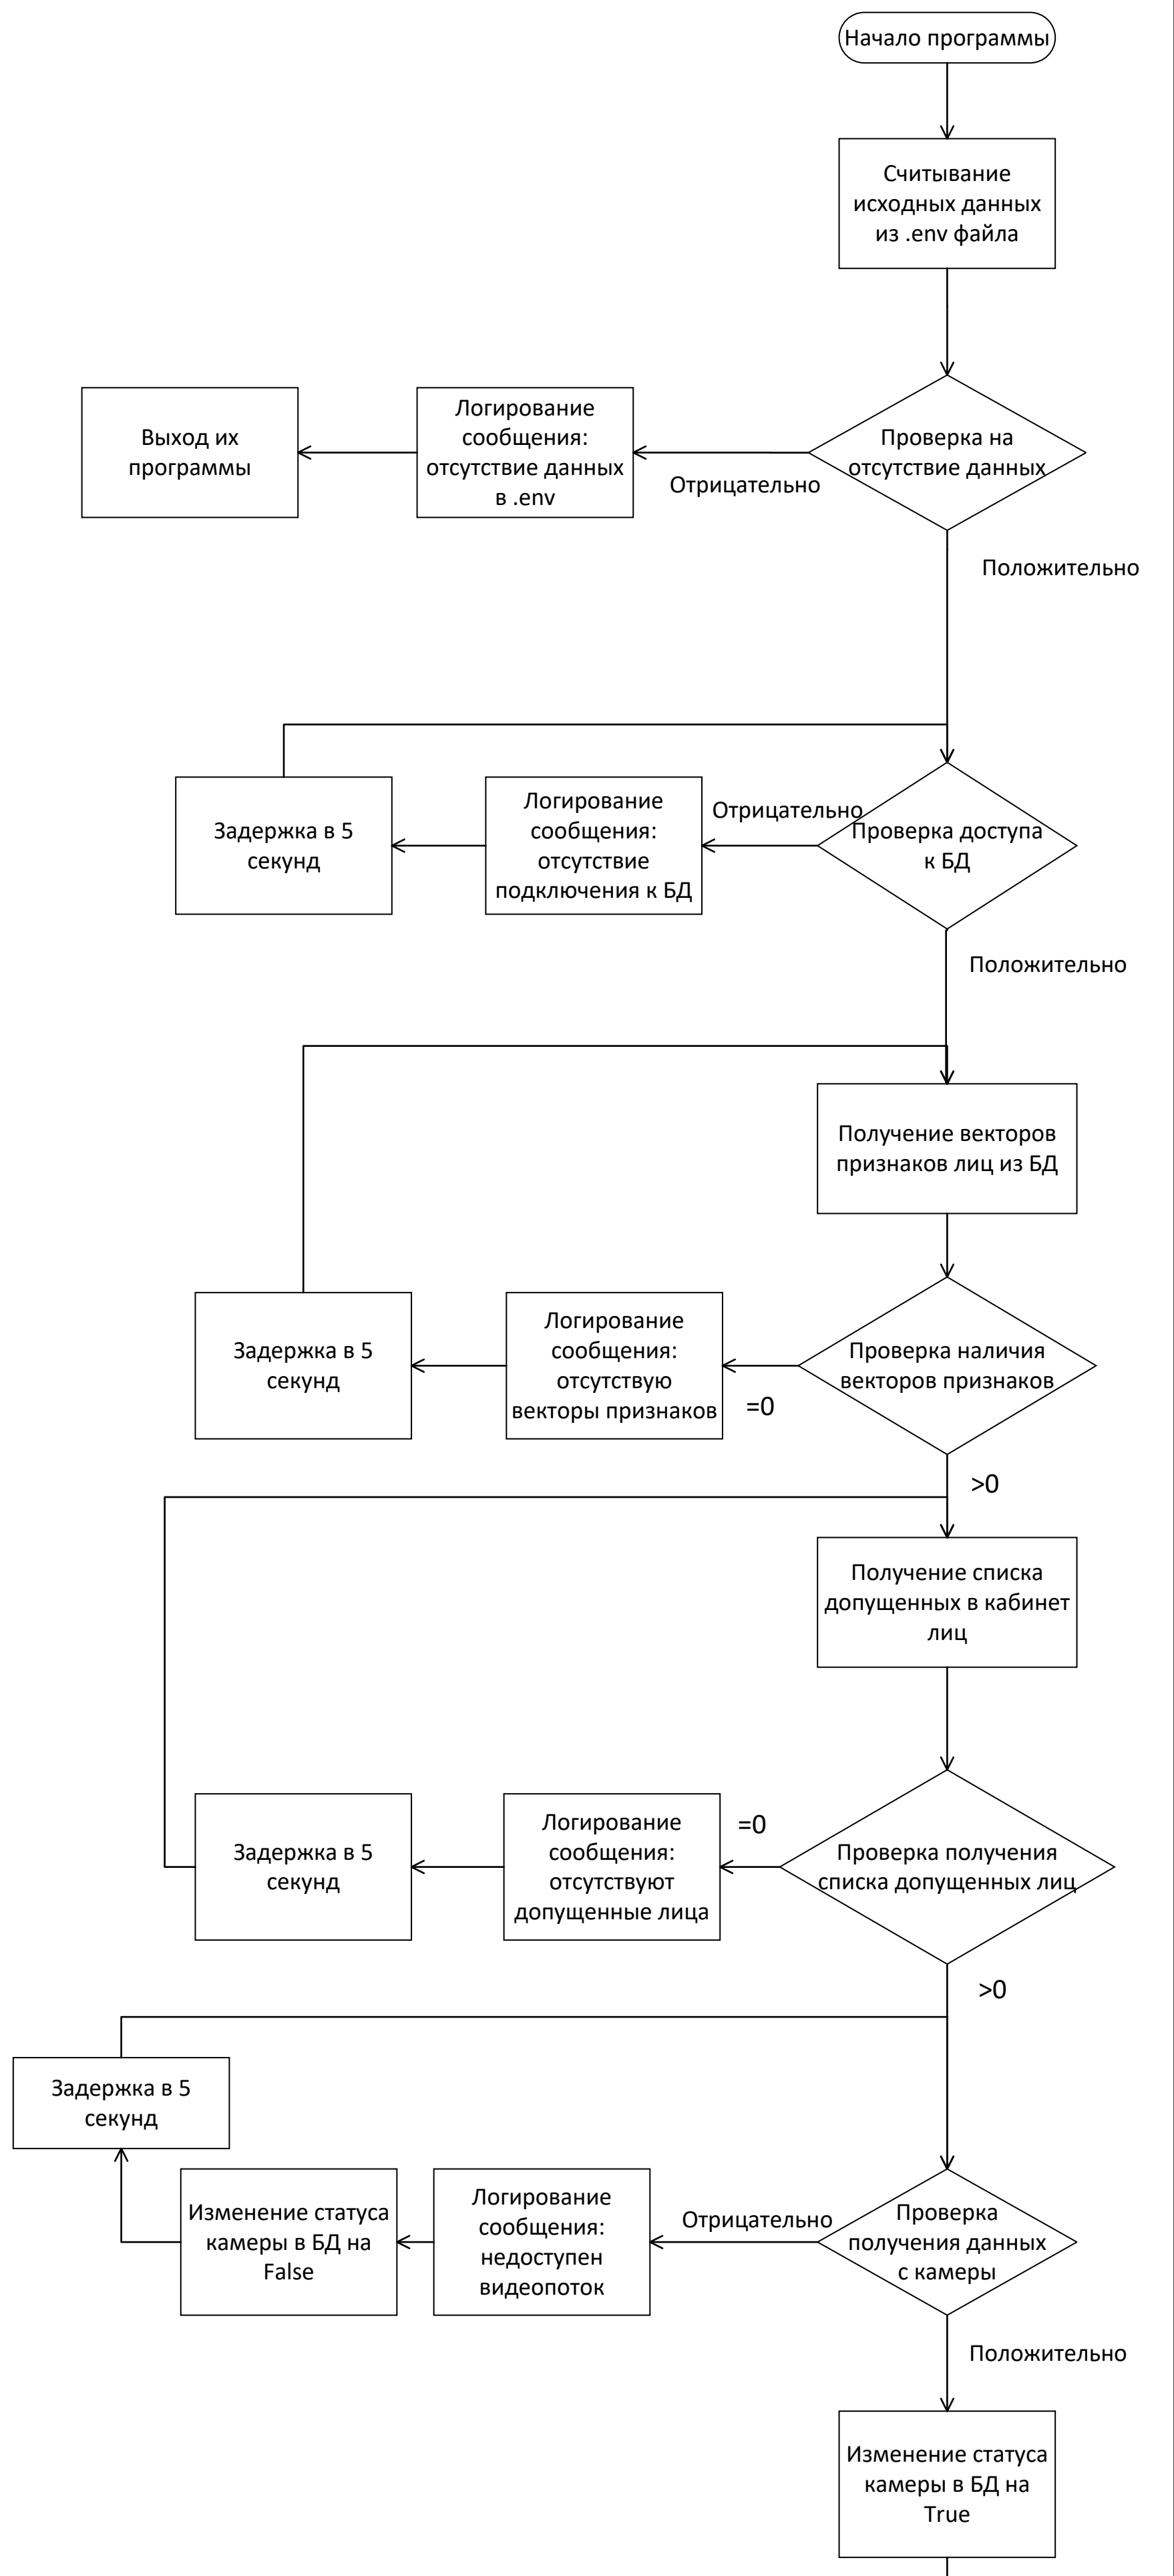 Начало программы
Считывание
исходных данных
из .env файла
Проверка на
отсутствие данных
Отрицательно
Логирование
сообщения:
отсутствие данных
в .env
Выход их
программы
Положительно
Проверка доступа
к БД
Отрицательно
Логирование
сообщения:
отсутствие
подключения к БД
Задержка в 5
секунд
Положительно
Получение векторов
признаков лиц из БД
Проверка наличия
векторов признаков
=0
Логирование
сообщения:
отсутствую
векторы признаков
Задержка в 5
секунд
>0
Получение списка
допущенных в кабинет
лиц
Проверка получения
списка допущенных лиц
=0
Логирование
сообщения:
отсутствуют
допущенные лица
Задержка в 5
секунд
>0
Проверка
получения данных
с камеры
Отрицательно
Логирование
сообщения:
недоступен
видеопоток
Изменение статуса
камеры в БД на
False
Задержка в 5
секунд
Положительно
Изменение статуса
камеры в БД на
True